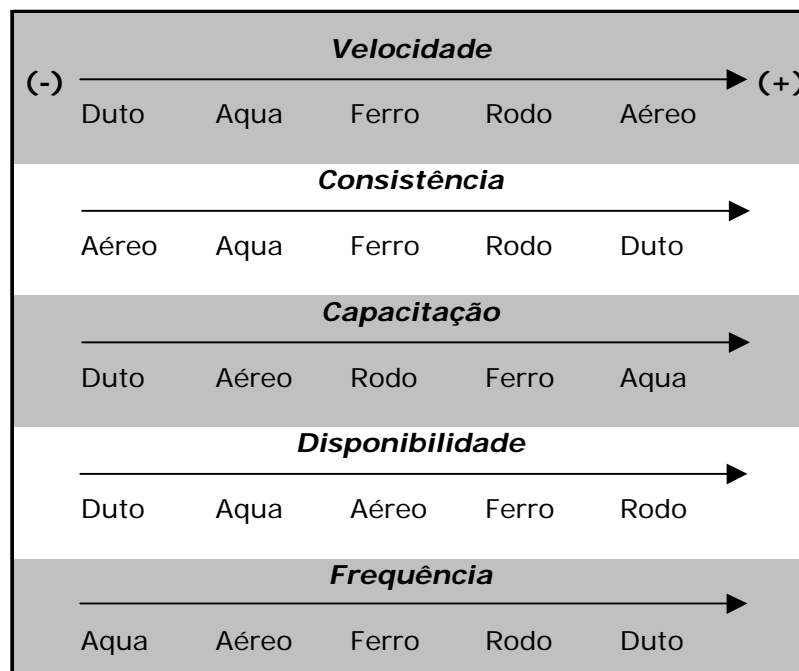 Velocidade
(-) (+)
Duto Aqua Ferro Rodo Aéreo
Consistência
Aéreo Aqua Ferro Rodo Duto
Capacitação
Duto Aéreo Rodo Ferro Aqua
Disponibilidade
Duto Aqua Aéreo Ferro Rodo
Frequência
Aqua Aéreo Ferro Rodo Duto